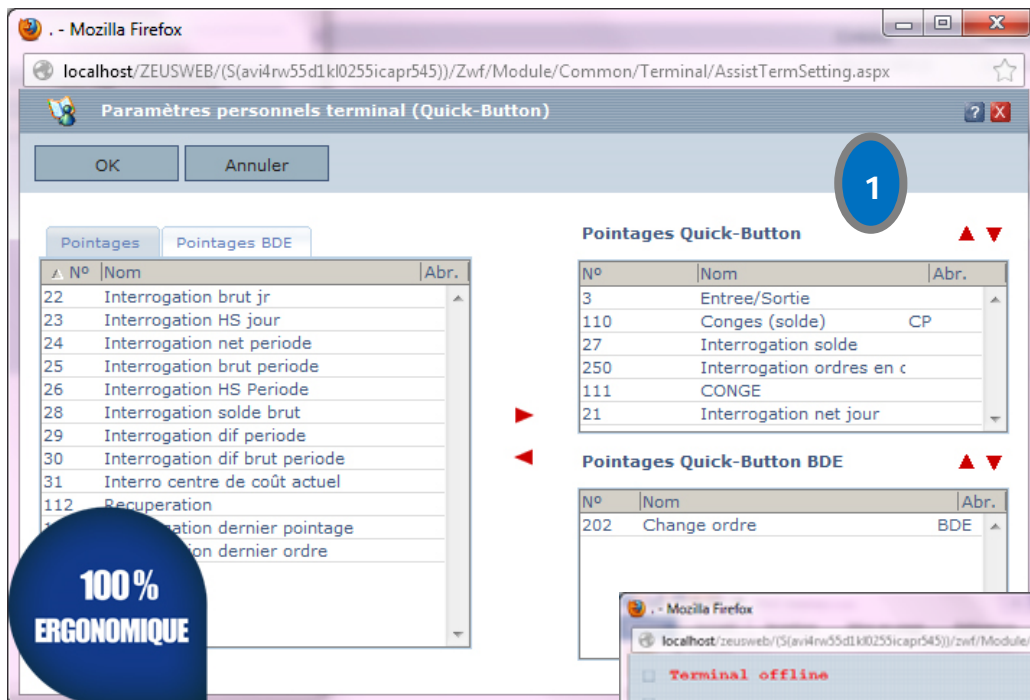 . - Mozilla Firefox
localhost/ZEUSWEB/(S(avi4rw55d1kl0255icapr545))/Zwf/Module/Common/Terminal/AssistTermSetting.aspx
Paramètres personnels terminal (Quick-Button)
OK Annuler
1
Pointages Pointages BDE
Nº Nom Abr.
22 Interrogation brut jr
23 Interrogation HS jour
24 Interrogation net periode
25 Interrogation brut periode
26 Interrogation HS Periode
28 Interrogation solde brut
29 Interrogation dif periode
30 Interrogation dif brut periode
31 Interro centre de coût actuel
112 Recuperation
ation dernier pointage
ion dernier ordre
Pointages Quick-Button
Nº Nom Abr.
3 Entree/Sortie
110 Conges (solde) CP
27 Interrogation solde
250 Interrogation ordres en c
111 CONGE
21 Interrogation net jour
Pointages Quick-Button BDE
Nº Nom Abr.
202 Change ordre BDE
100%
ERGONOMIQUE
. - Mozilla Firefox
localhost/zeusweb/(S(avi4rw55d1kl0255icapr545))/zwf/Module/
Terminal offline